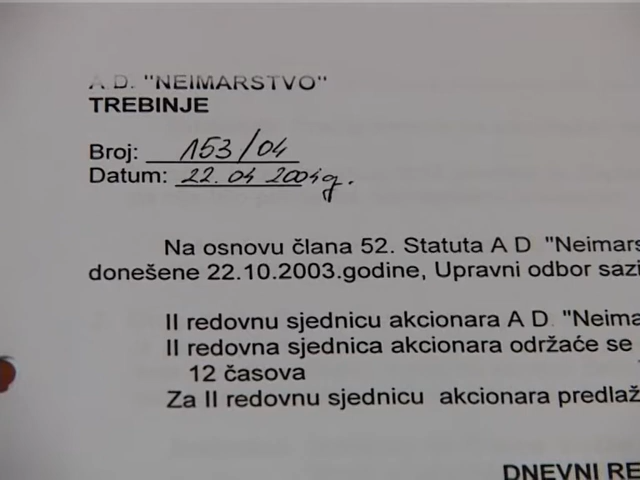 A D. "NEIMARSTVO"
TREBINJE
Broj: 153/04
Datum: 22.04 2004g.
Na osnovu člana 52. Statuta A D "Neimars
donešene 22.10.2003.godine, Upravni odbor sazi
II redovnu sjednicu akcionara A D. "Neima
II redovna sjednica akcionara održaće se
12 časova
Za II redovnu sjednicu akcionara predlaž
DNEVNI RE